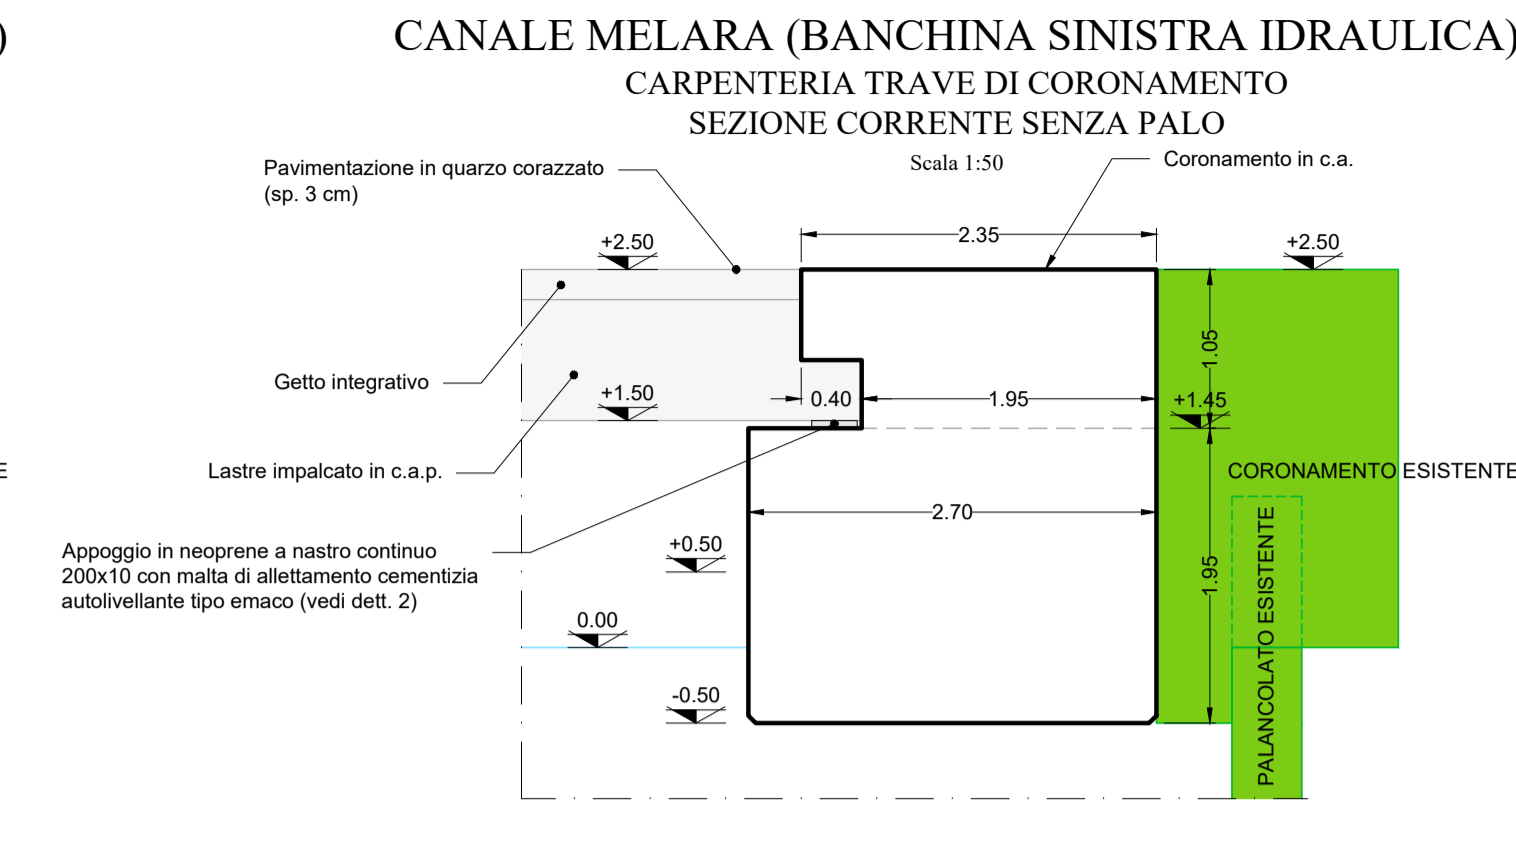 )
CANALE MELARA (BANCHINA SINISTRA IDRAULICA)
CARPENTERIA TRAVE DI CORONAMENTO
SEZIONE CORRENTE SENZA PALO
Scala 1:50
Pavimentazione in quarzo corazzato
(sp. 3 cm)
Coronamento in c.a.
2.35
+2.50
+2.50
1.05
Getto integrativo
+1.50
0.40
1.95
+1.45
Lastre impalcato in c.a.p.
E
CORONAMENTO ESISTENTE
2.70
Appoggio in neoprene a nastro continuo
200x10 con malta di allettamento cementizia
autolivellante tipo emaco (vedi dett. 2)
+0.50
1.95
PALANCOLATO ESISTENTE
0.00
-0.50